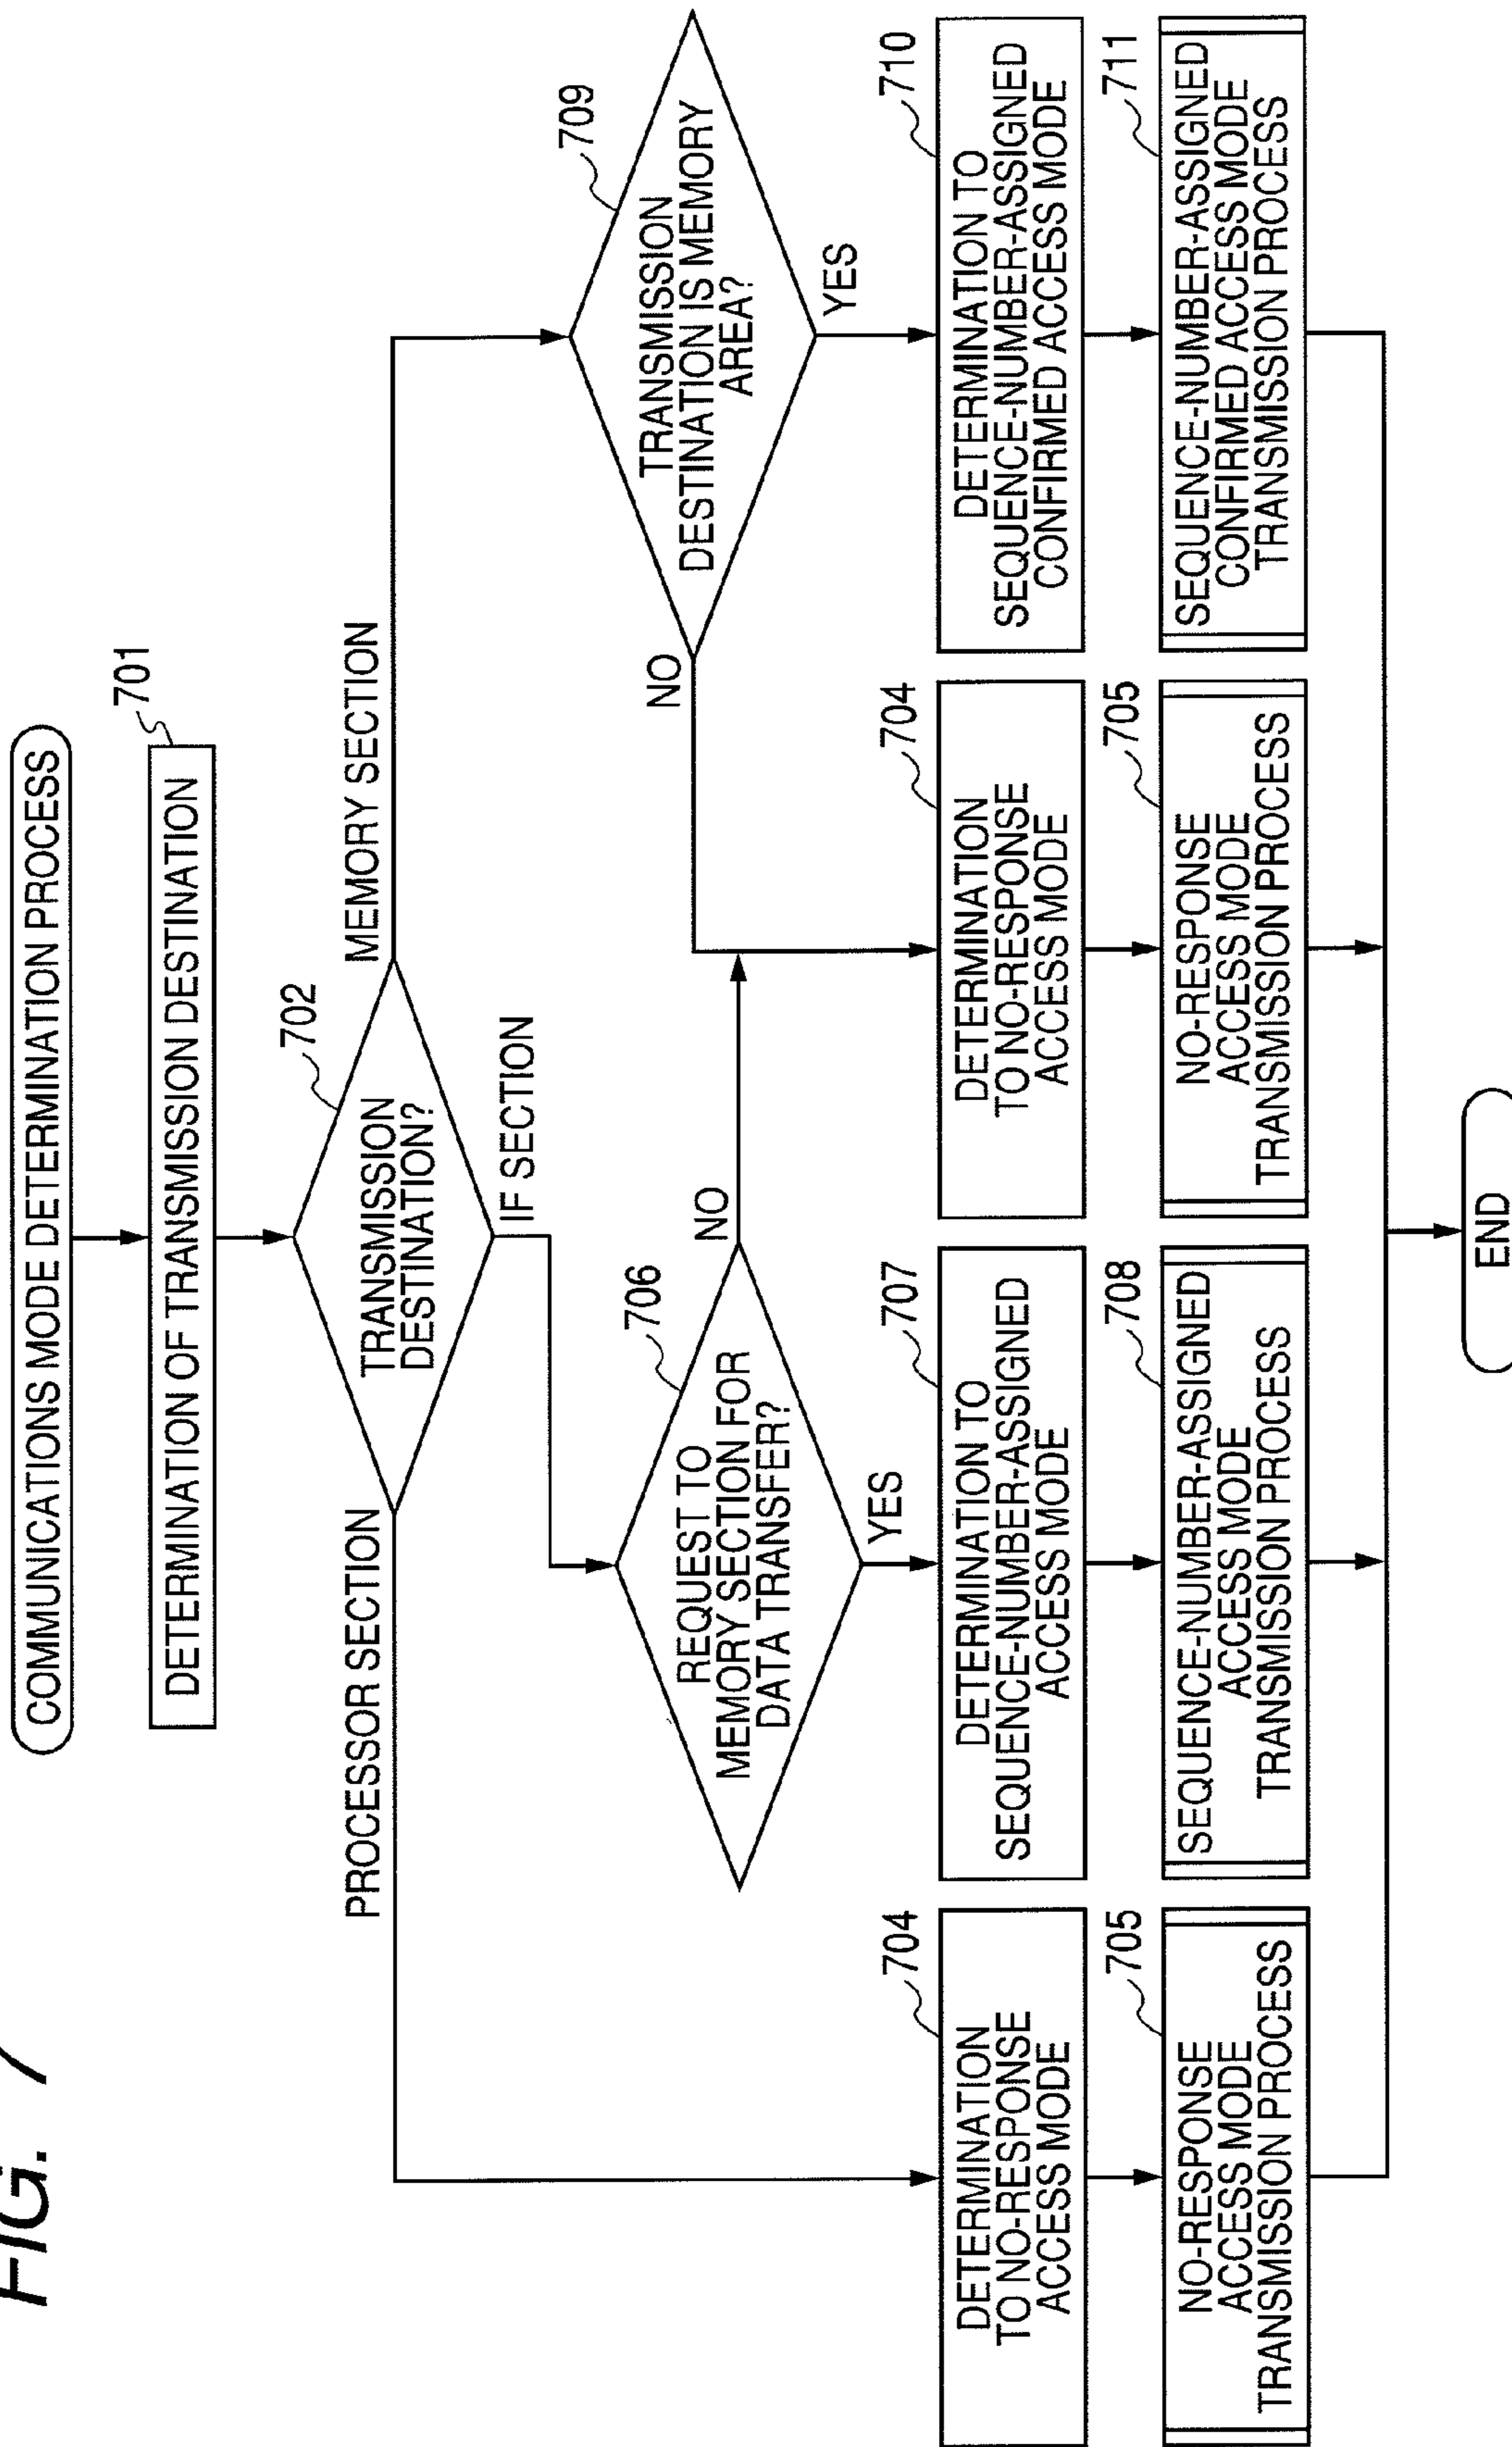 FIG. 7
COMMUNICATIONS MODE DETERMINATION PROCESS
701
DETERMINATION OF TRANSMISSION DESTINATION
702
TRANSMISSION
DESTINATION?
PROCESSOR SECTION
MEMORY SECTION
IF SECTION
706
REQUEST TO
MEMORY SECTION FOR
DATA TRANSFER?
NO
YES
709
TRANSMISSION
DESTINATION IS MEMORY
AREA?
NO
YES
704
DETERMINATION
TO NO-RESPONSE
ACCESS MODE
707
DETERMINATION TO
SEQUENCE-NUMBER-ASSIGNED
ACCESS MODE
704
DETERMINATION
TO NO-RESPONSE
ACCESS MODE
710
DETERMINATION TO
SEQUENCE-NUMBER-ASSIGNED
CONFIRMED ACCESS MODE
705
NO-RESPONSE
ACCESS MODE
TRANSMISSION PROCESS
708
SEQUENCE-NUMBER-ASSIGNED
ACCESS MODE
TRANSMISSION PROCESS
705
NO-RESPONSE
ACCESS MODE
TRANSMISSION PROCESS
711
SEQUENCE-NUMBER-ASSIGNED
CONFIRMED ACCESS MODE
TRANSMISSION PROCESS
END